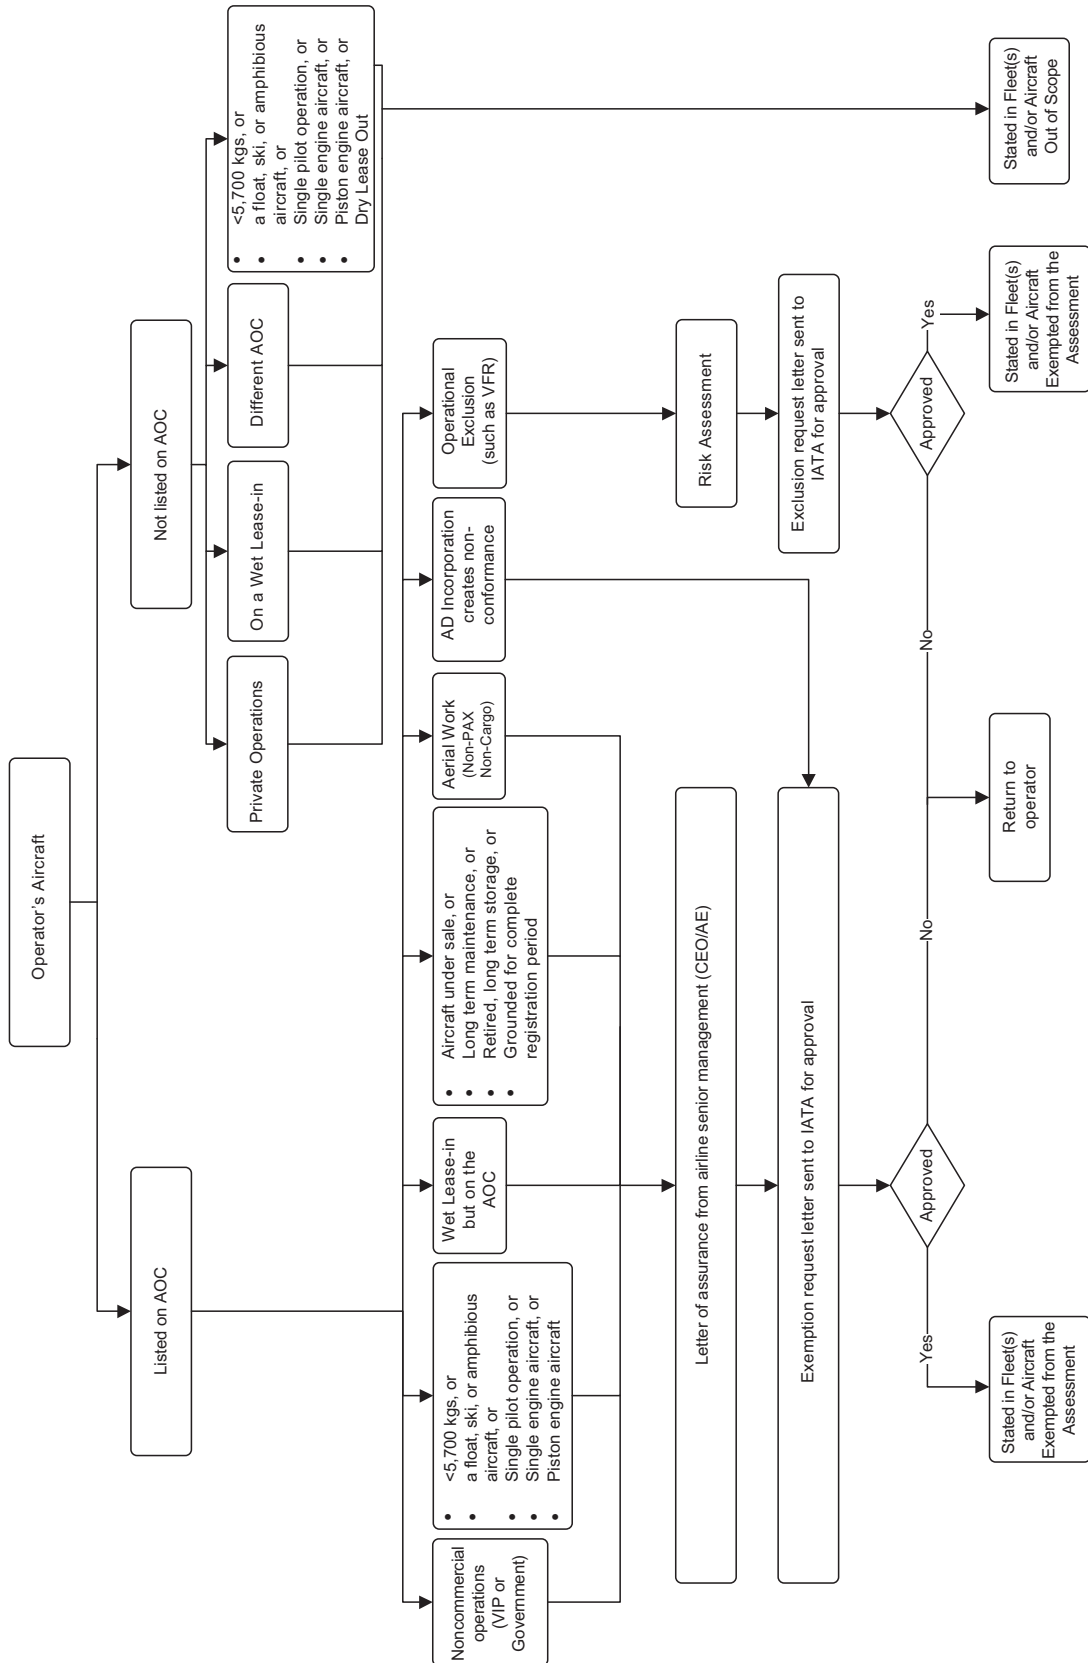 Operator's Aircraft
Listed on AOC
Not listed on AOC
Private Operations
On a Wet Lease-in
Different AOC
• <5,700 kgs, or
• a float, ski, or amphibious
aircraft, or
• Single pilot operation, or
• Single engine aircraft, or
• Piston engine aircraft, or
Dry Lease Out
Noncommercial
operations
(VIP or
Government)
• <5,700 kgs, or
• a float, ski, or amphibious
aircraft, or
• Single pilot operation, or
• Single engine aircraft, or
• Piston engine aircraft
Wet Lease-in
but on the
AOC
• Aircraft under sale, or
• Long term maintenance, or
• Retired, long term storage, or
• Grounded for complete
registration period
Aerial Work
(Non-PAX
Non-Cargo)
AD Incorporation
creates non-
conformance
Operational
Exclusion
(such as VFR)
Letter of assurance from airline senior management (CEO/AE)
Risk Assessment
Exemption request letter sent to IATA for approval
Exclusion request letter sent to
IATA for approval
Approved
Approved
Yes
No
No
Yes
Stated in Fleet(s)
and/or Aircraft
Exempted from the
Assessment
Return to
operator
Stated in Fleet(s)
and/or Aircraft
Exempted from the
Assessment
Stated in Fleet(s)
and/or Aircraft
Out of Scope